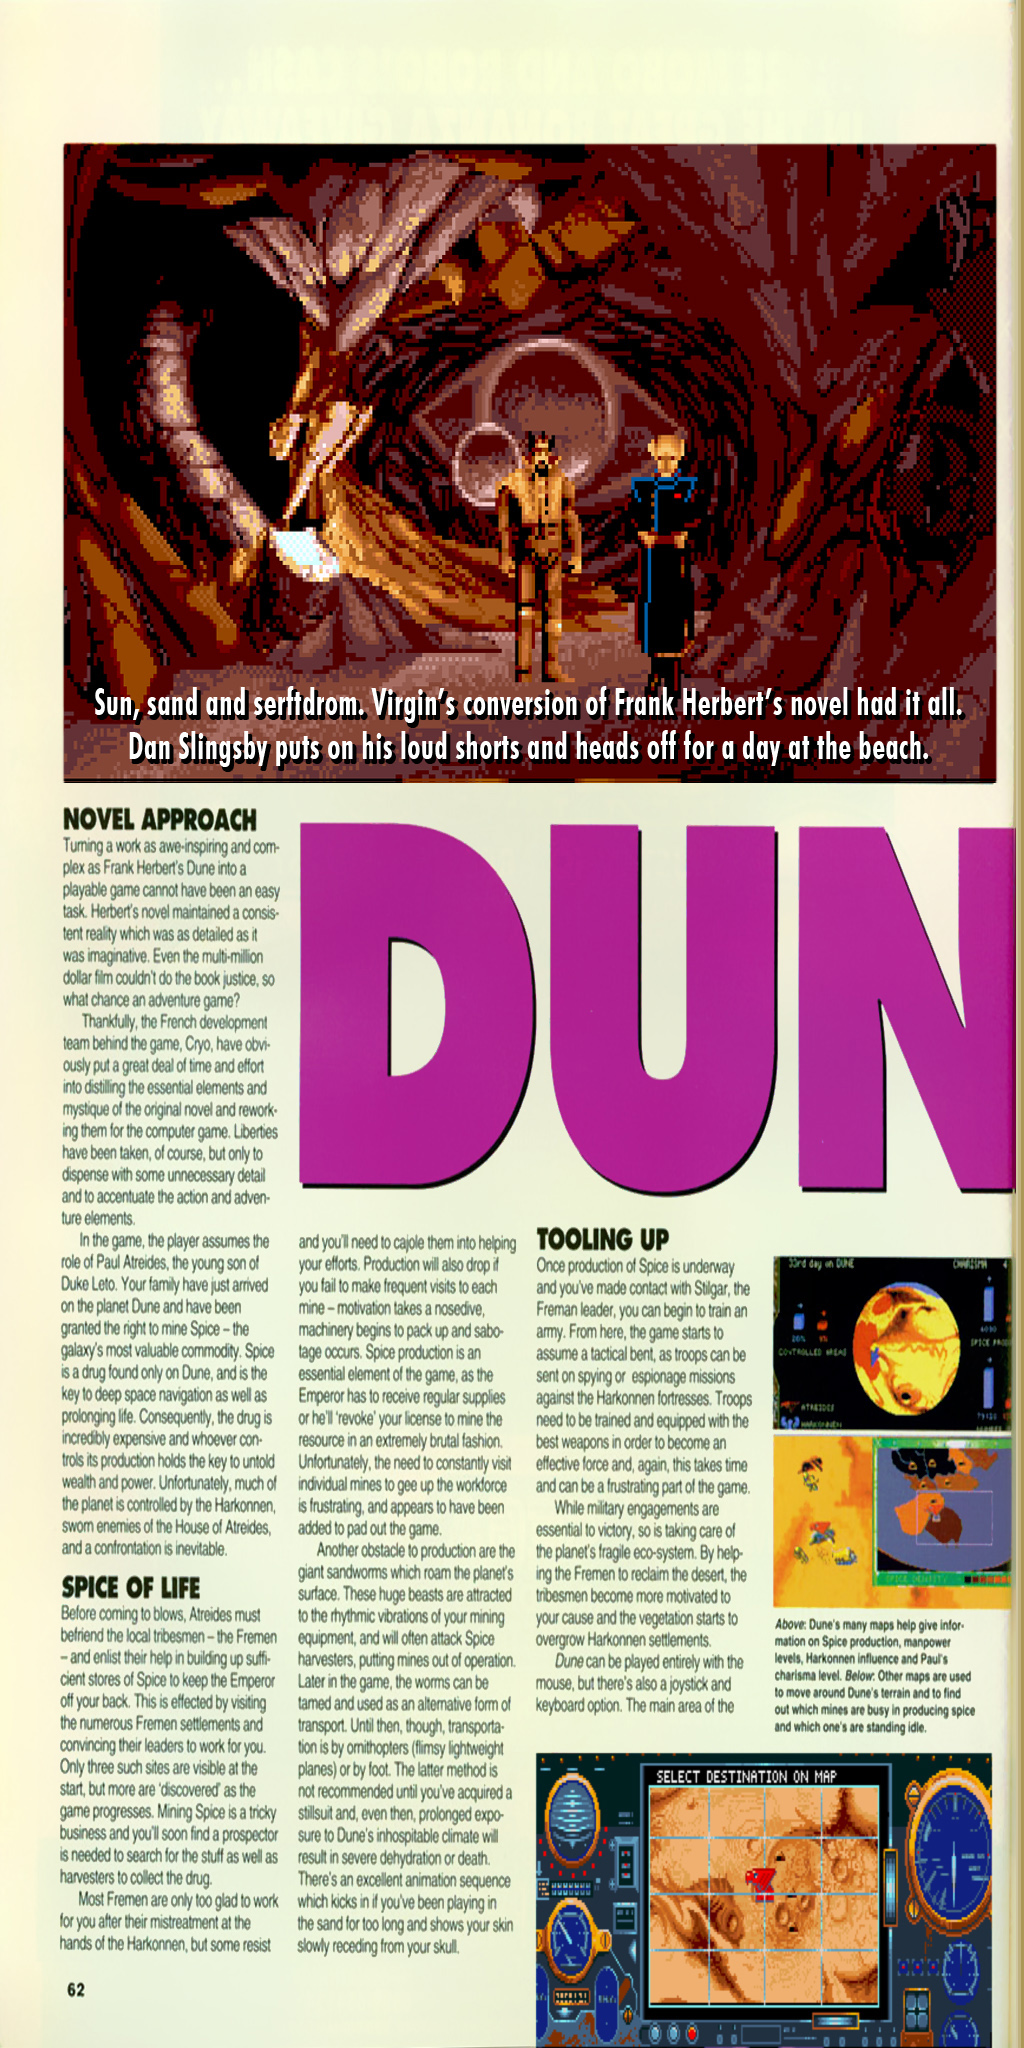 Sun, sand and serftdrom. Virgin's conversion of Frank Herbert's novel had it all.
Dan Slingsby puts on his loud shorts and heads off for a day at the beach.
DUN
NOVEL APPROACH
Turning a work as awe-inspiring and com-
plex as Frank Herbert's Dune into a
playable game cannot have been an easy
task. Herbert's novel maintained a consis-
tent reality which was as detailed as it
was imaginative. Even the multi-million
dollar film couldn't do the book justice, so
what chance an adventure game?
Thankfully, the French development
team behind the game, Cryo, have obvi-
ously put a great deal of time and effort
into distilling the essential elements and
mystique of the original novel and rework-
ing them for the computer game. Liberties
have been taken, of course, but only to
dispense with some unnecessary detail
and to accentuate the action and adven-
ture elements.
In the game, the player assumes the
role of Paul Atreides, the young son of
Duke Leto. Your family have just arrived
on the planet Dune and have been
granted the right to mine Spice – the
galaxy's most valuable commodity. Spice
is a drug found only on Dune, and is the
key to deep space navigation as well as
prolonging life. Consequently, the drug is
incredibly expensive and whoever con-
trols its production holds the key to untold
wealth and power. Unfortunately, much of
the planet is controlled by the Harkonnen,
sworn enemies of the House of Atreides,
and a confrontation is inevitable.
SPICE OF LIFE
Before coming to blows, Atreides must
befriend the local tribesmen – the Fremen
– and enlist their help in building up suffi-
cient stores of Spice to keep the Emperor
off your back. This is effected by visiting
the numerous Fremen settlements and
convincing their leaders to work for you.
Only three such sites are visible at the
start, but more are 'discovered' as the
game progresses. Mining Spice is a tricky
business and you'll soon find a prospector
is needed to search for the stuff as well as
harvesters to collect the drug.
Most Fremen are only too glad to work
for you after their mistreatment at the
hands of the Harkonnen, but some resist
and you'll need to cajole them into helping
your efforts. Production will also drop if
you fail to make frequent visits to each
mine – motivation takes a nosedive,
machinery begins to pack up and sabo-
tage occurs. Spice production is an
essential element of the game, as the
Emperor has to receive regular supplies
or he'll 'revoke' your license to mine the
resource in an extremely brutal fashion.
Unfortunately, the need to constantly visit
individual mines to gee up the workforce
is frustrating, and appears to have been
added to pad out the game.
Another obstacle to production are the
giant sandworms which roam the planet's
surface. These huge beasts are attracted
to the rhythmic vibrations of your mining
equipment, and will often attack Spice
harvesters, putting mines out of operation.
Later in the game, the worms can be
tamed and used as an alternative form of
transport. Until then, though, transporta-
tion is by ornithopters (flimsy lightweight
planes) or by foot. The latter method is
not recommended until you've acquired a
stillsuit and, even then, prolonged expo-
sure to Dune's inhospitable climate will
result in severe dehydration or death.
There's an excellent animation sequence
which kicks in if you've been playing in
the sand for too long and shows your skin
slowly receding from your skull.
TOOLING UP
Once production of Spice is underway
and you've made contact with Stilgar, the
Freman leader, you can begin to train an
army. From here, the game starts to
assume a tactical bent, as troops can be
sent on spying or espionage missions
against the Harkonnen fortresses. Troops
need to be trained and equipped with the
best weapons in order to become an
effective force and, again, this takes time
and can be a frustrating part of the game.
While military engagements are
essential to victory, so is taking care of
the planet's fragile eco-system. By help-
ing the Fremen to reclaim the desert, the
tribesmen become more motivated to
your cause and the vegetation starts to
overgrow Harkonnen settlements.
Dune can be played entirely with the
mouse, but there's also a joystick and
keyboard option. The main area of the
33rd day on DUNE
CHARISMA 4
CONTROLLED AREAS
SPICE PROD
ATREIDES
HARKONNEN
SPICE DENSITY
Above: Dune's many maps help give infor-
mation on Spice production, manpower
levels, Harkonnen influence and Paul's
charisma level. Below: Other maps are used
to move around Dune's terrain and to find
out which mines are busy in producing spice
and which one's are standing idle.
SELECT DESTINATION ON MAP
62